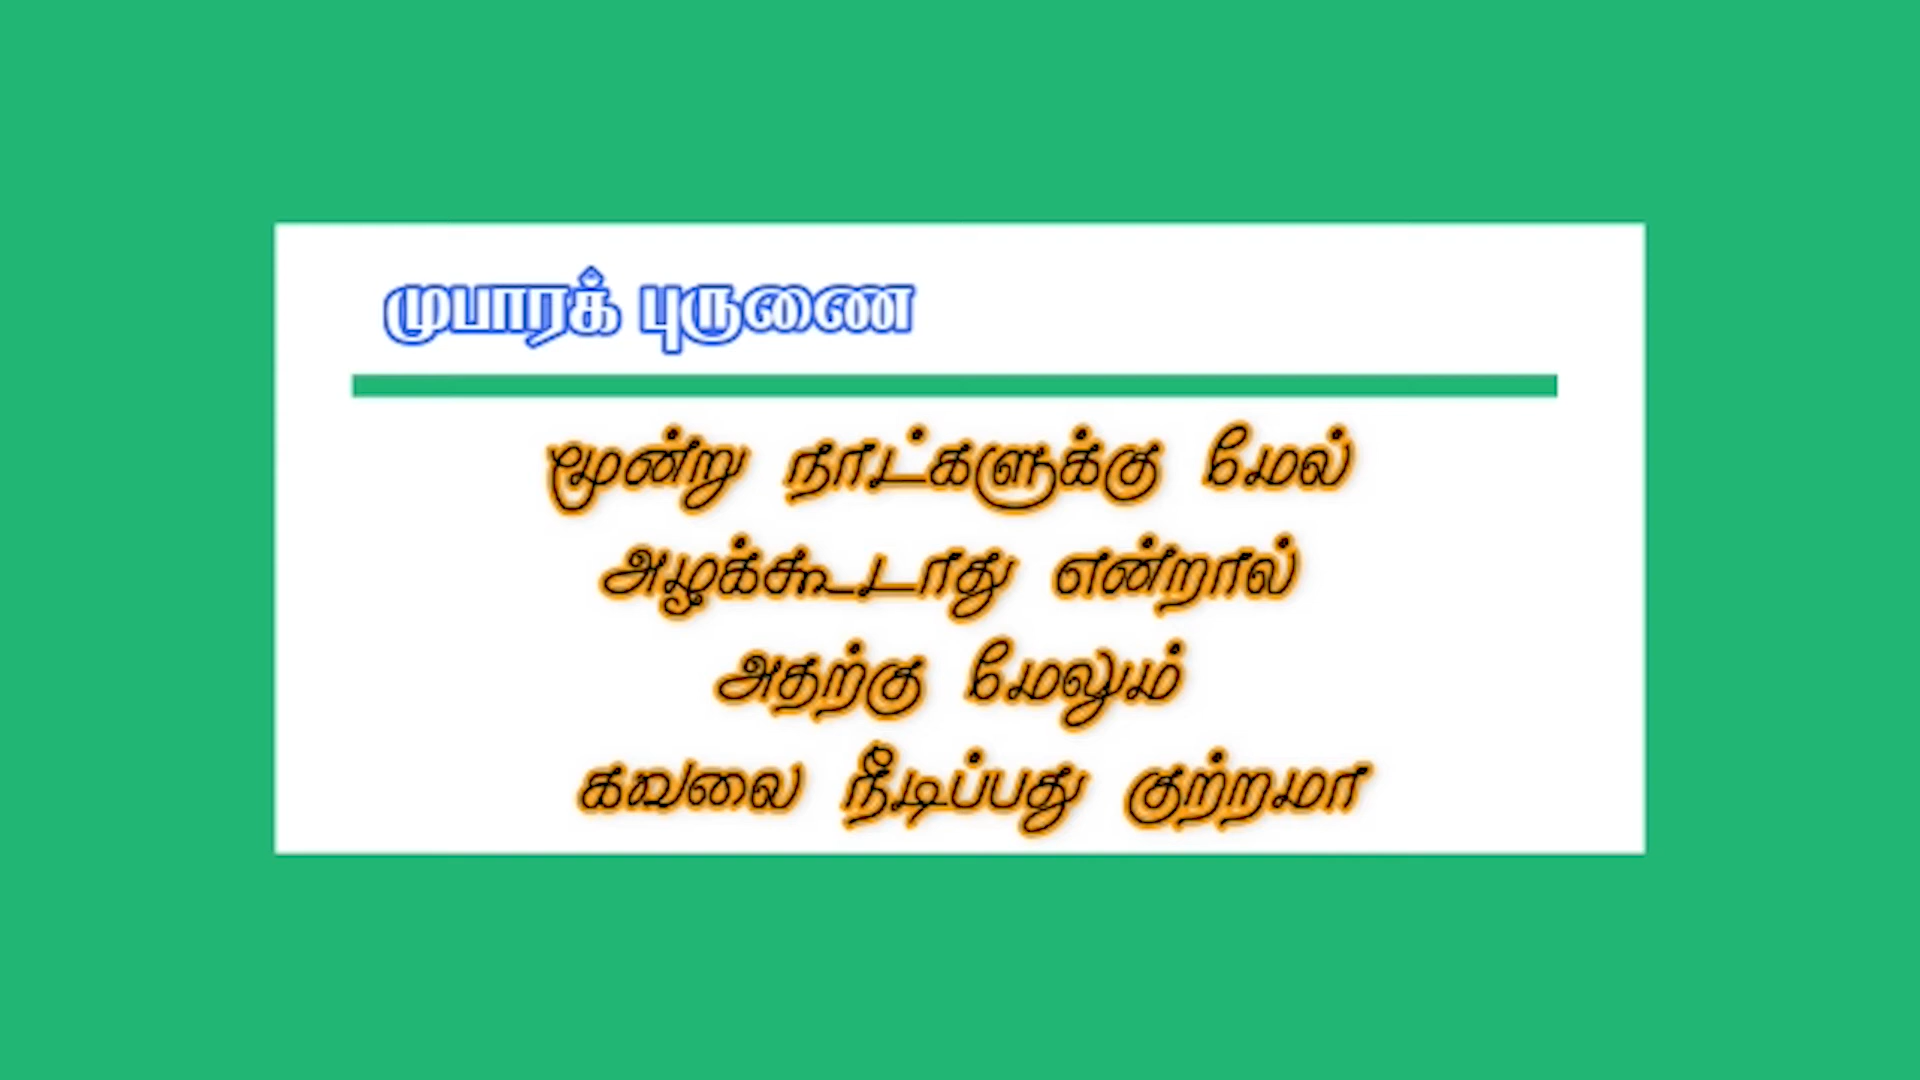 முபாரக் புருணை
மூன்று நாட்களுக்கு மேல்
அழக்கூடாது என்றால்
அதற்கு மேலும்
கவலை நீடிப்பது குற்றமா